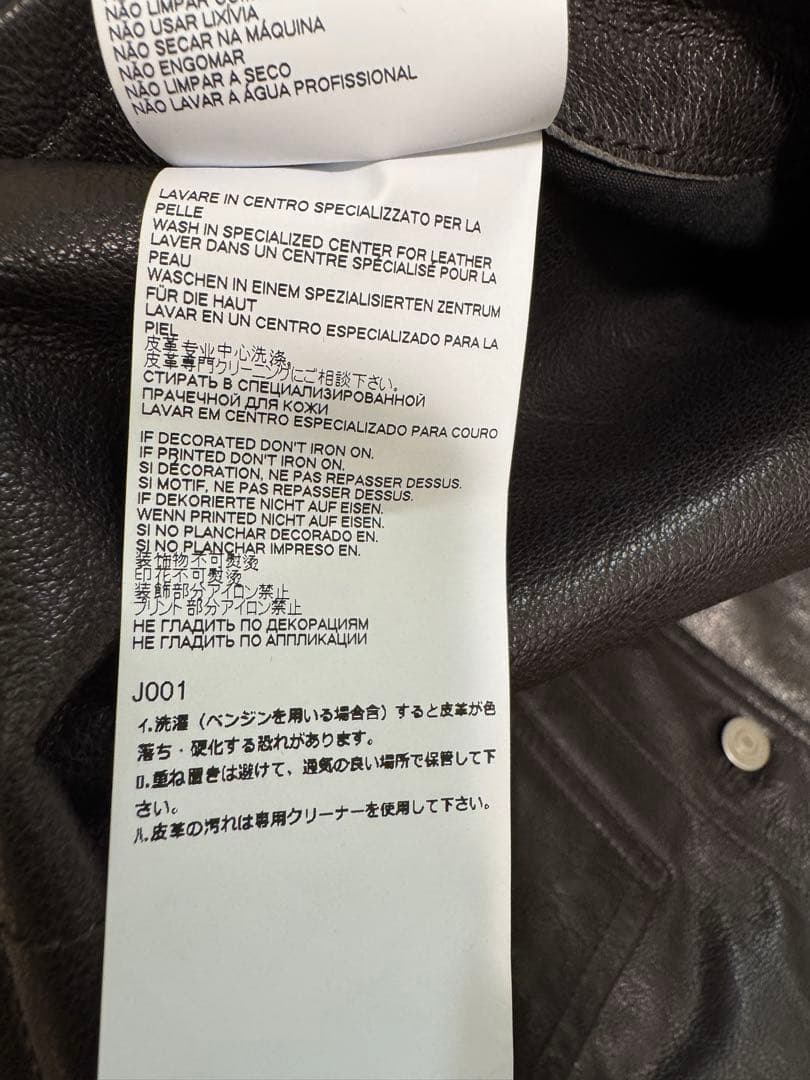 NÃO LIMPAR
NÃO USAR LIXÍVIA
NÃO SECAR NA MÁQUINA
NÃO ENGOMAR
NÃO LIMPAR A SECO
NÃO LAVAR A ÁGUA PROFISSIONAL
LAVARE IN CENTRO SPECIALIZZATO PER LA
PELLE
WASH IN SPECIALIZED CENTER FOR LEATHER
LAVER DANS UN CENTRE SPÉCIALISÉ POUR LA
PEAU
WASCHEN IN EINEM SPEZIALISIERTEN ZENTRUM
FÜR DIE HAUT
LAVAR EN UN CENTRO ESPECIALIZADO PARA LA
PIEL
皮革专业中心洗涤。
皮革専門クリーニングにご相談下さい。
СТИРАТЬ В СПЕЦИАЛИЗИРОВАННОЙ
ПРАЧЕЧНОЙ ДЛЯ КОЖИ
LAVAR EM CENTRO ESPECIALIZADO PARA COURO
IF DECORATED DON'T IRON ON.
IF PRINTED DON'T IRON ON.
SI DÉCORATION, NE PAS REPASSER DESSUS.
SI MOTIF, NE PAS REPASSER DESSUS.
IF DEKORIERTE NICHT AUF EISEN.
WENN PRINTED NICHT AUF EISEN.
SI NO PLANCHAR DECORADO EN.
SI NO PLANCHAR IMPRESO EN.
装饰物不可熨烫
印花不可熨烫
装飾部分アイロン禁止
プリント部分アイロン禁止
НЕ ГЛАДИТЬ ПО ДЕКОРАЦИЯМ
НЕ ГЛАДИТЬ ПО АППЛИКАЦИИ
J001
イ.洗濯（ベンジンを用いる場合含）すると皮革が色
落ち・硬化する恐れがあります。
ロ.重ね置きは避けて、通気の良い場所で保管して下
さい。
ハ.皮革の汚れは専用クリーナーを使用して下さい。